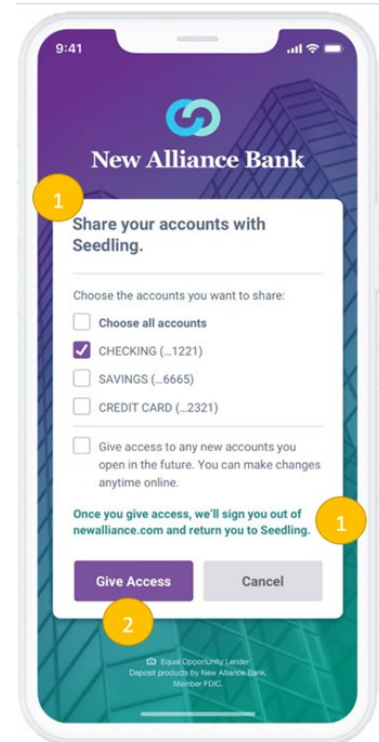 9:41
New Alliance Bank
1
Share your accounts with
Seedling.
Choose the accounts you want to share:
Choose all accounts
CHECKING (...1221)
SAVINGS (...6665)
CREDIT CARD (...2321)
Give access to any new accounts you
open in the future. You can make changes
anytime online.
Once you give access, we'll sign you out of
newalliance.com and return you to Seedling.
1
Give Access
Cancel
2
Equal Opportunity Lender
Deposit products by New Alliance Bank.
Member FDIC.